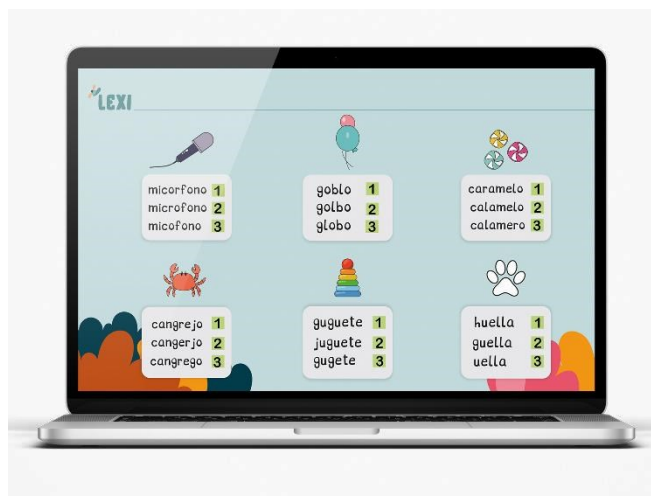 LEXI
micorfono 1
microfono 2
micofono 3
goblo 1
golbo 2
globo 3
caramelo 1
calamelo 2
calamero 3
cangrejo 1
cangerjo 2
cangrego 3
guguete 1
juguete 2
gugete 3
huella 1
guella 2
uella 3